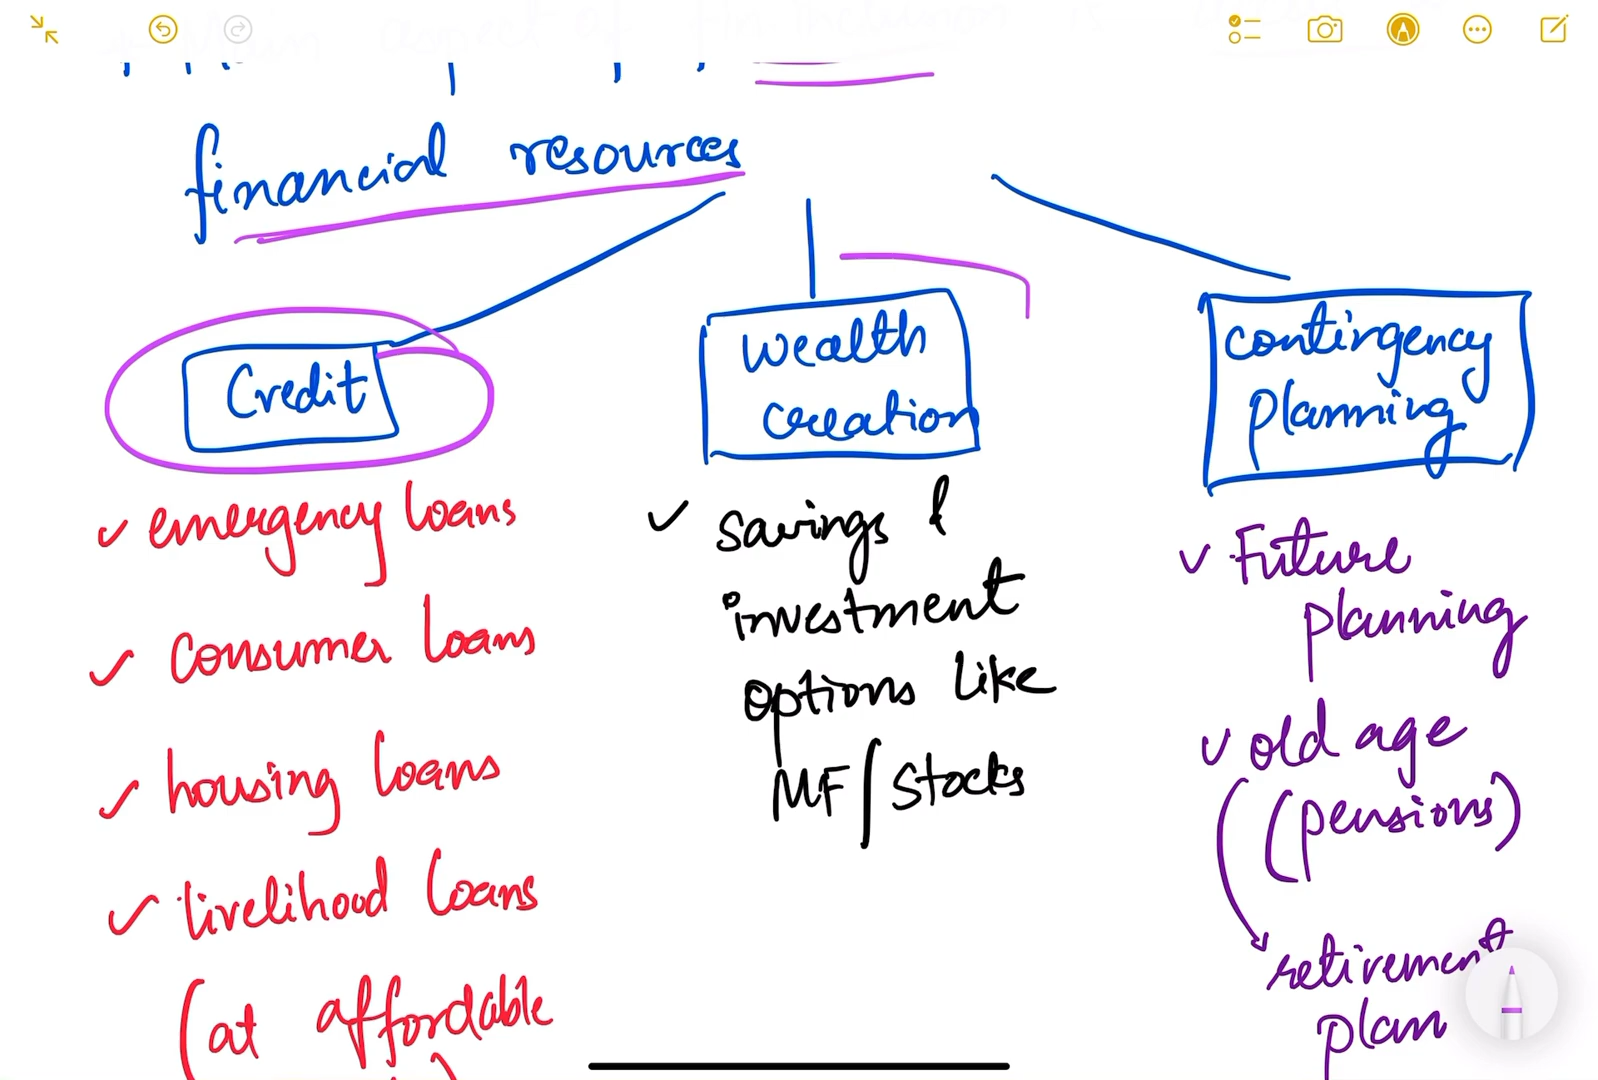 financial resources
Credit
✓ emergency loans
✓ consumer loans
✓ housing loans
✓ livelihood loans
(at affordable
wealth
creation
✓ savings &
investment
options like
MF/Stocks
contingency
planning
✓ Future
planning
✓ old age
(pensions)
retirement
plan